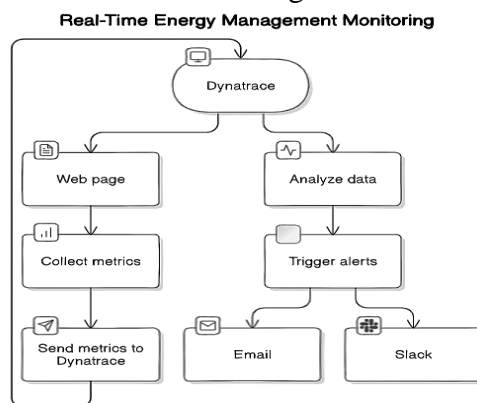 Real-Time Energy Management Monitoring
Dynatrace
Web page
Analyze data
Collect metrics
Trigger alerts
Send metrics to
Dynatrace
Email
Slack